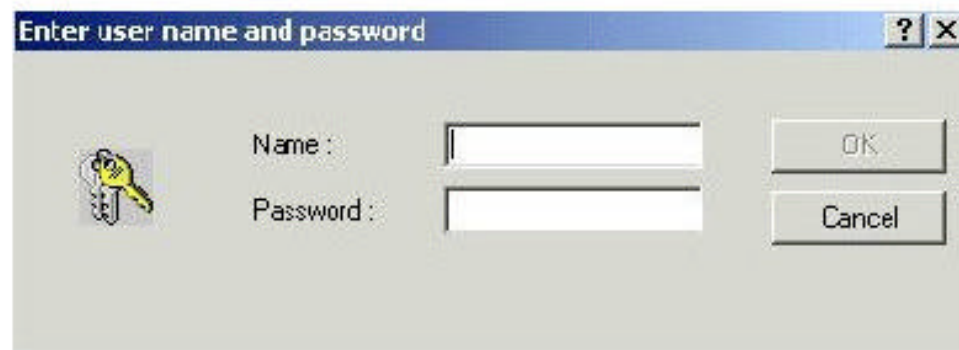 Enter user name and password
? X
Name :
OK
Password :
Cancel